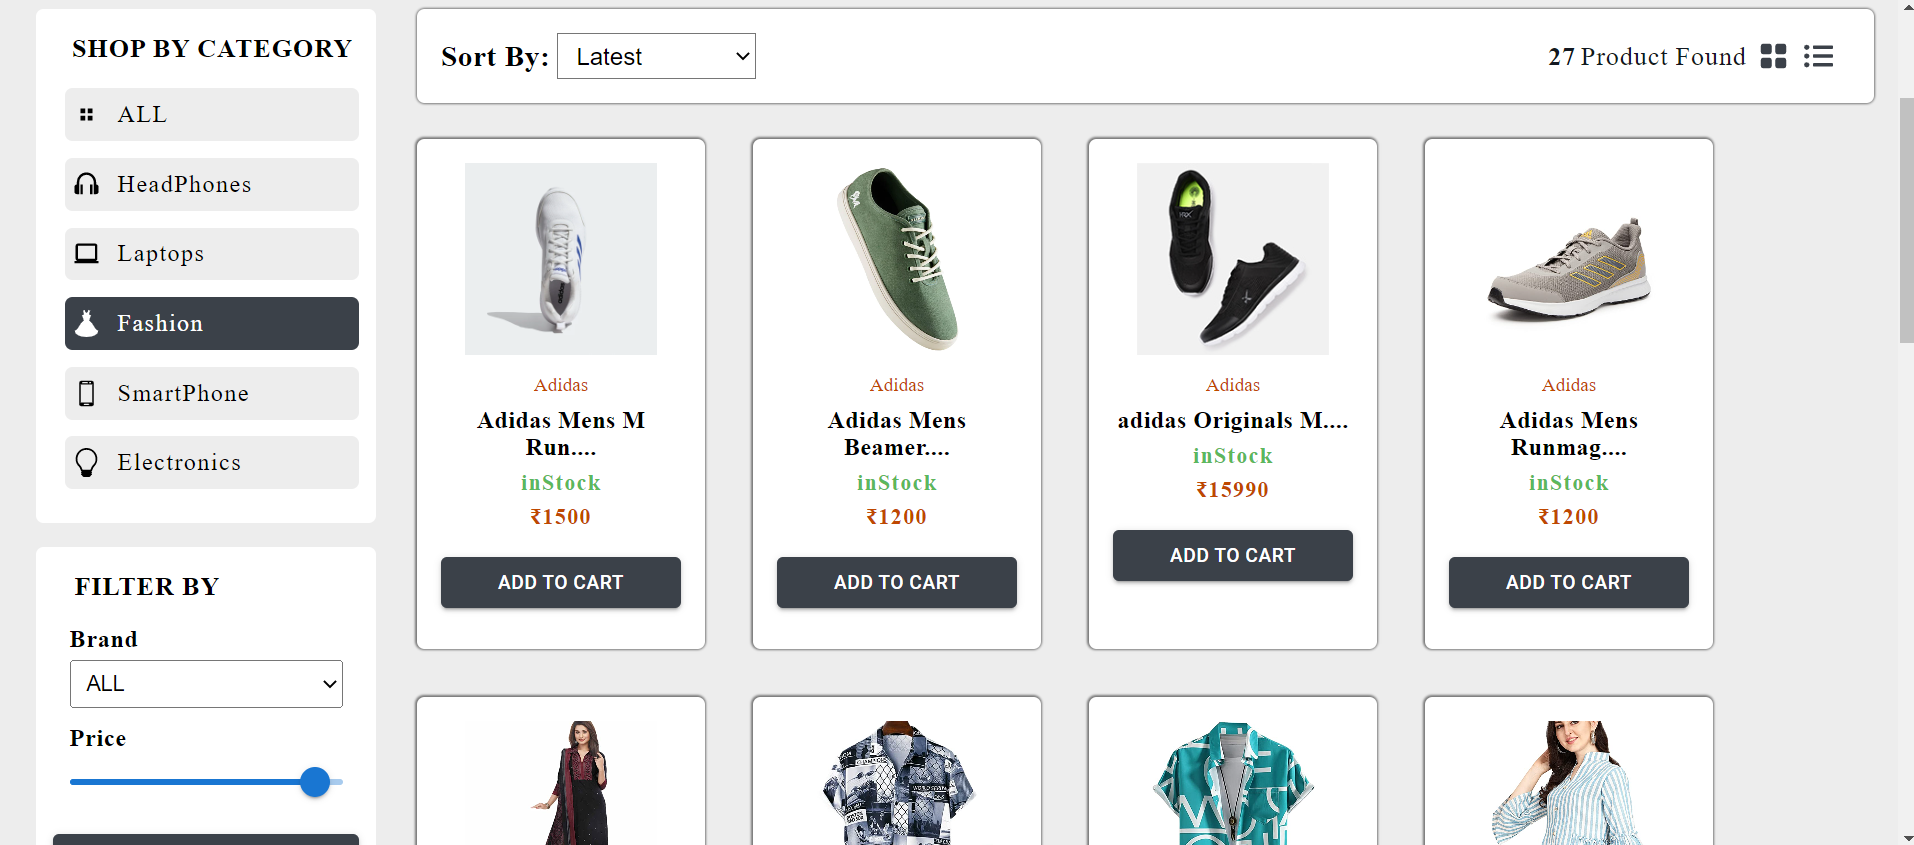 SHOP BY CATEGORY
ALL
HeadPhones
Laptops
Fashion
SmartPhone
Electronics
FILTER BY
Brand
ALL
Price
Sort By: Latest
27 Product Found
Adidas
Adidas Mens M
Run....
inStock
₹1500
ADD TO CART
Adidas
Adidas Mens
Beamer....
inStock
₹1200
ADD TO CART
Adidas
adidas Originals M....
inStock
₹15990
ADD TO CART
Adidas
Adidas Mens
Runmag....
inStock
₹1200
ADD TO CART